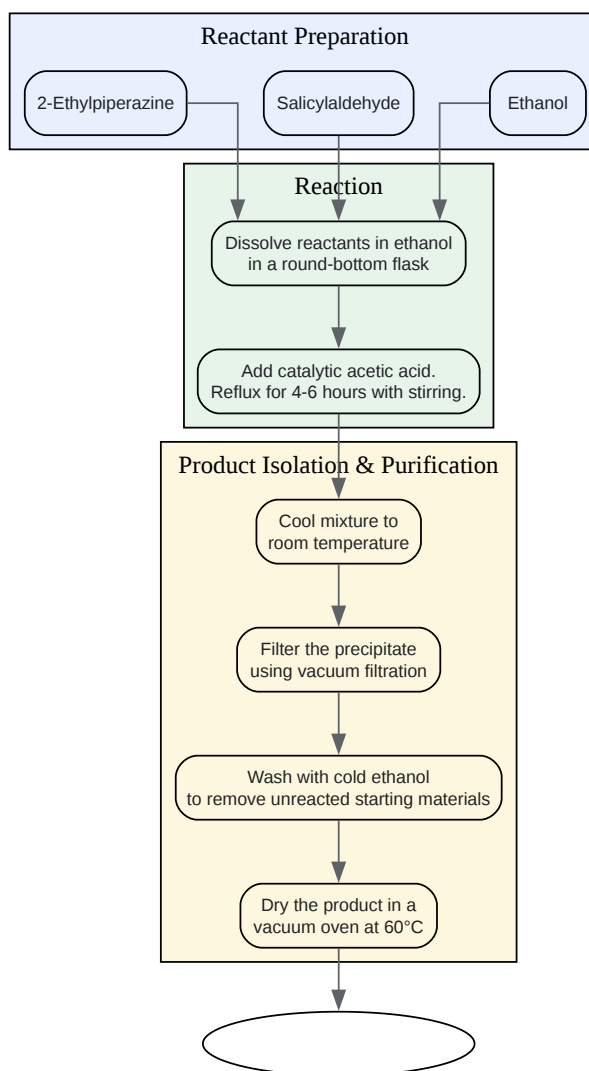 Reactant Preparation
2-Ethylpiperazine
Salicylaldehyde
Ethanol
Reaction
Dissolve reactants in ethanol
in a round-bottom flask
Add catalytic acetic acid.
Reflux for 4-6 hours with stirring.
Product Isolation & Purification
Cool mixture to
room temperature
Filter the precipitate
using vacuum filtration
Wash with cold ethanol
to remove unreacted starting materials
Dry the product in a
vacuum oven at 60°C